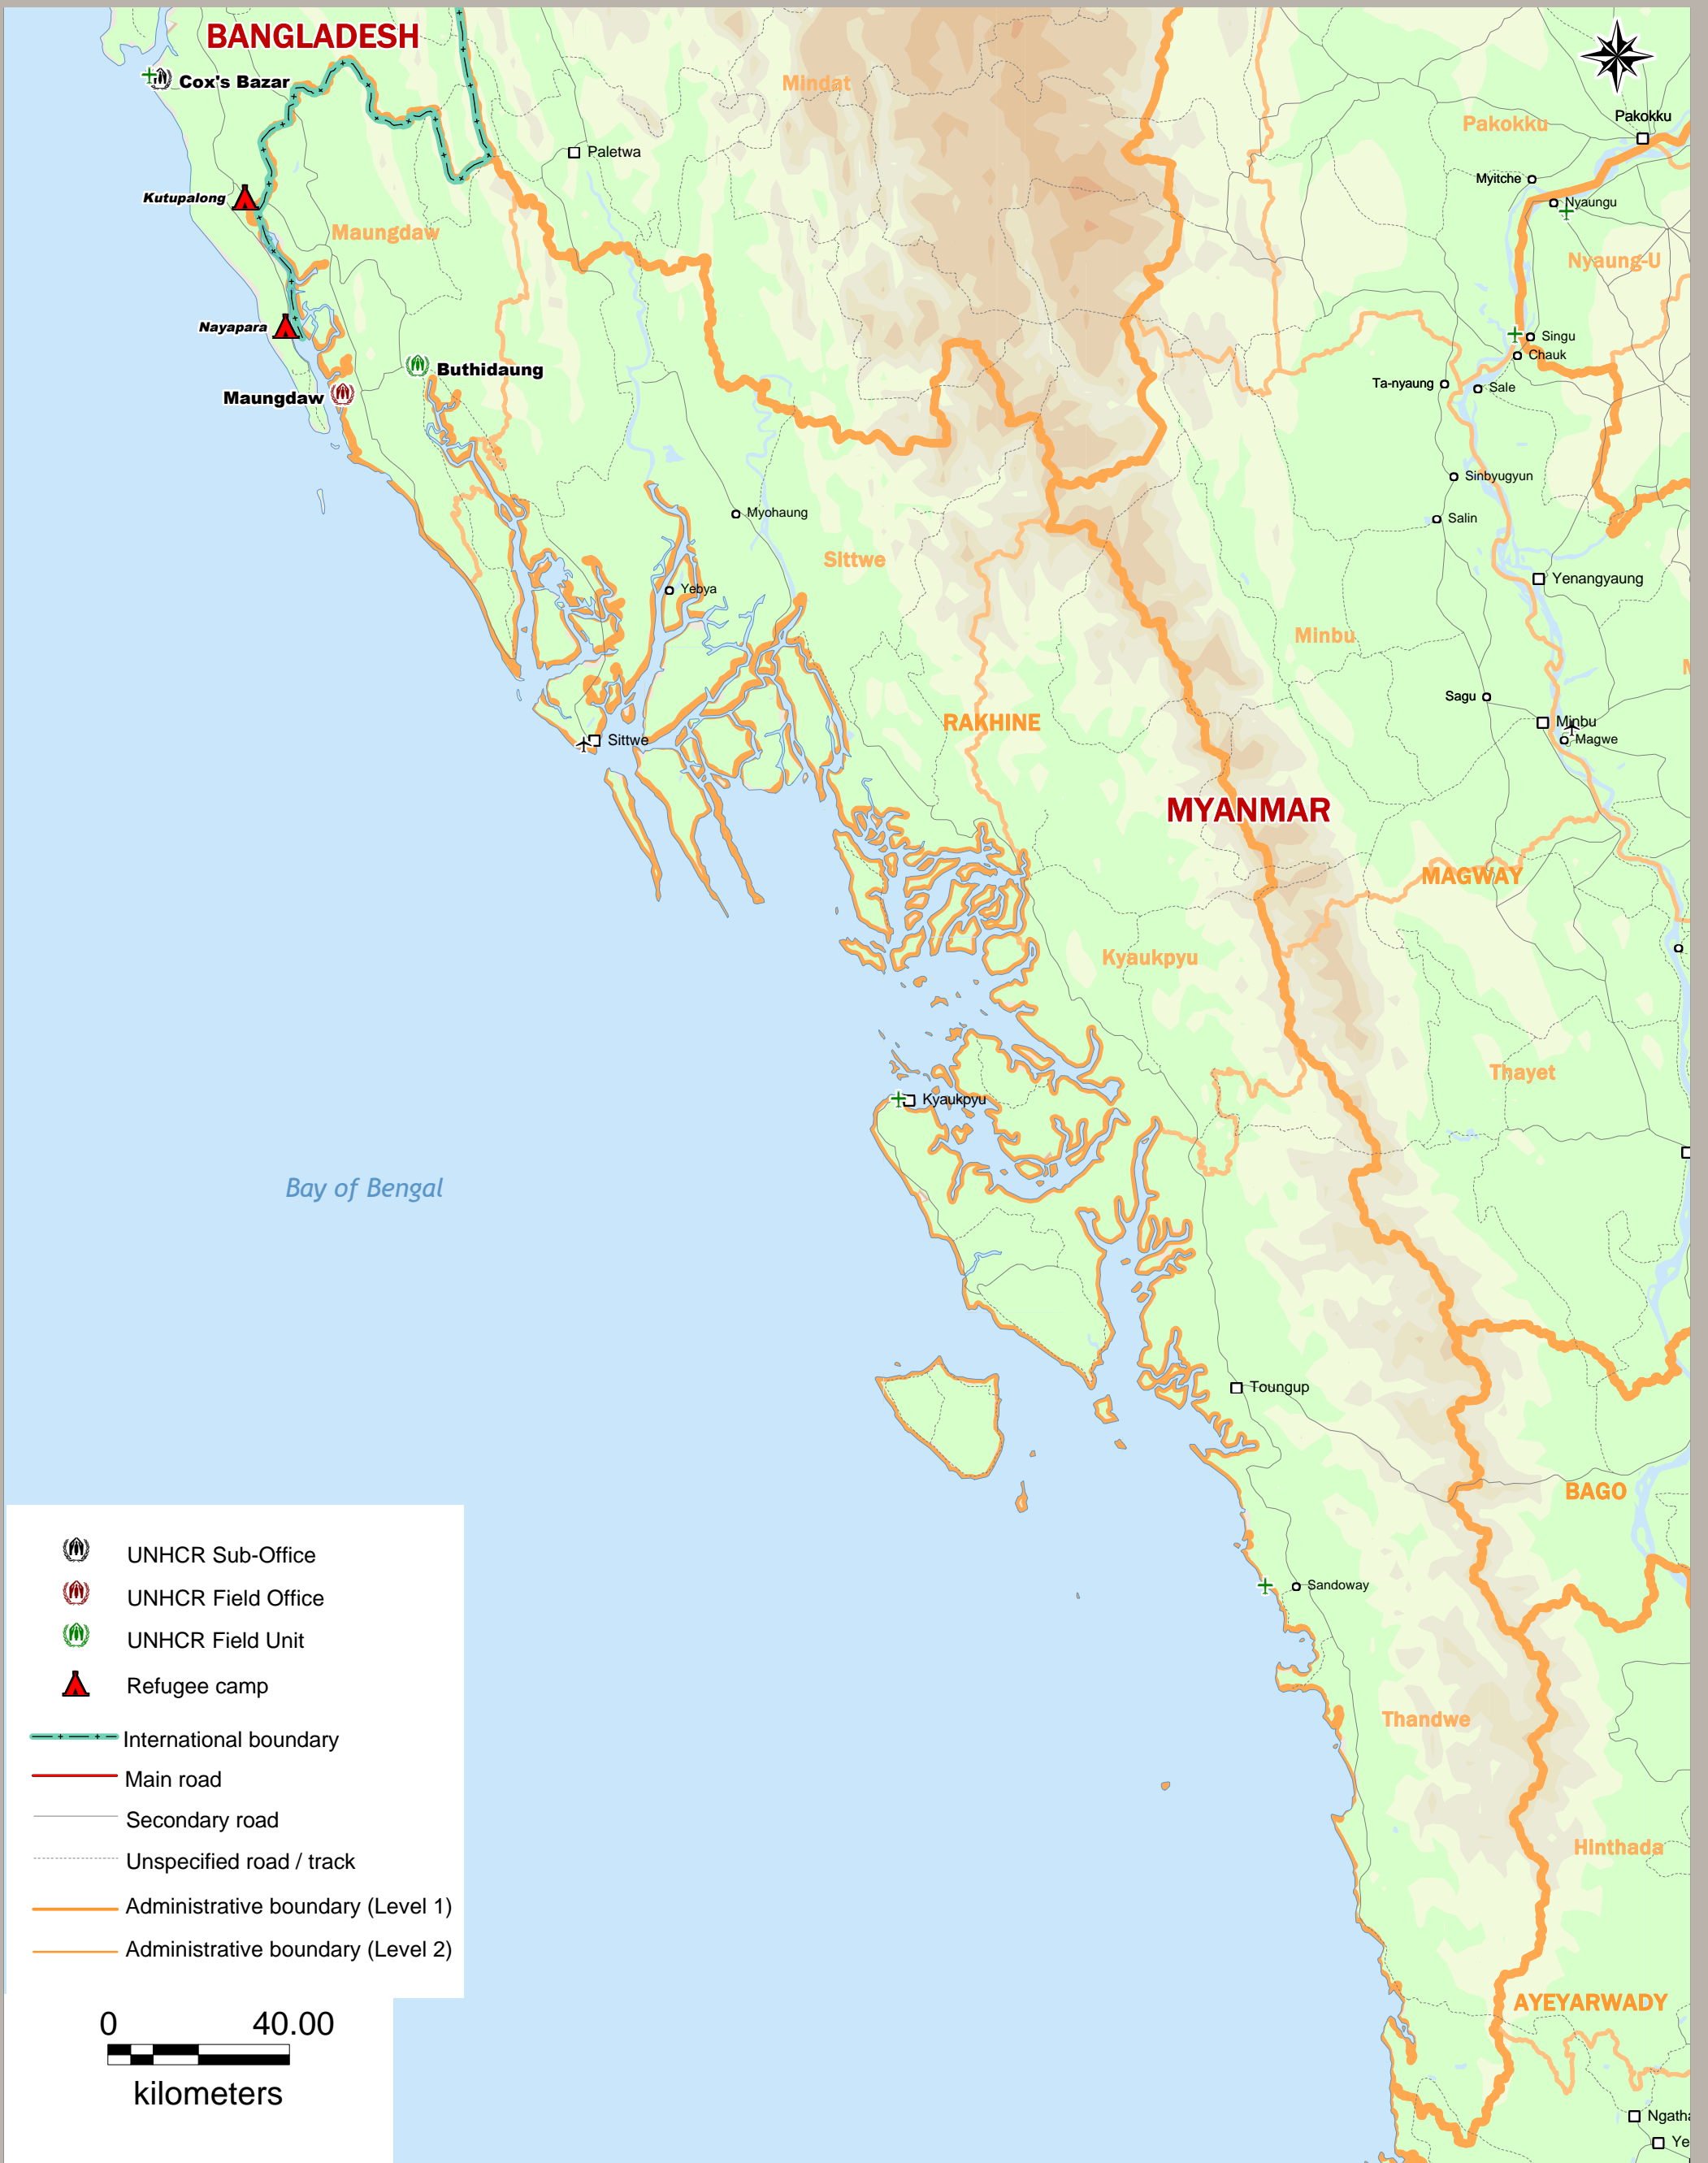 BANGLADESH
Mindat
Cox's Bazar
Pakokku
Pakokku
Paletwa
Myitche
Kutupalong
Nyaungu
Maungdaw
Nyaung-U
Nayapara
Singu
Chauk
Buthidaung
Ta-nyaung
Sale
Maungdaw
Sinbyugyun
Myohaung
Salin
Sittwe
Yenangyaung
Yebya
Minbu
M
Sagu
RAKHINE
Minbu
Sittwe
Magwe
MYANMAR
MAGWAY
Kyaukpyu
Thayet
Kyaukpyu
Bay of Bengal
Toungup
BAGO
UNHCR Sub-Office
Sandoway
UNHCR Field Office
UNHCR Field Unit
Refugee camp
Thandwe
International boundary
Main road
Secondary road
Hinthada
Unspecified road / track
Administrative boundary (Level 1)
Administrative boundary (Level 2)
AYEYARWADY
0 40.00
kilometers
Ngatha
Ye